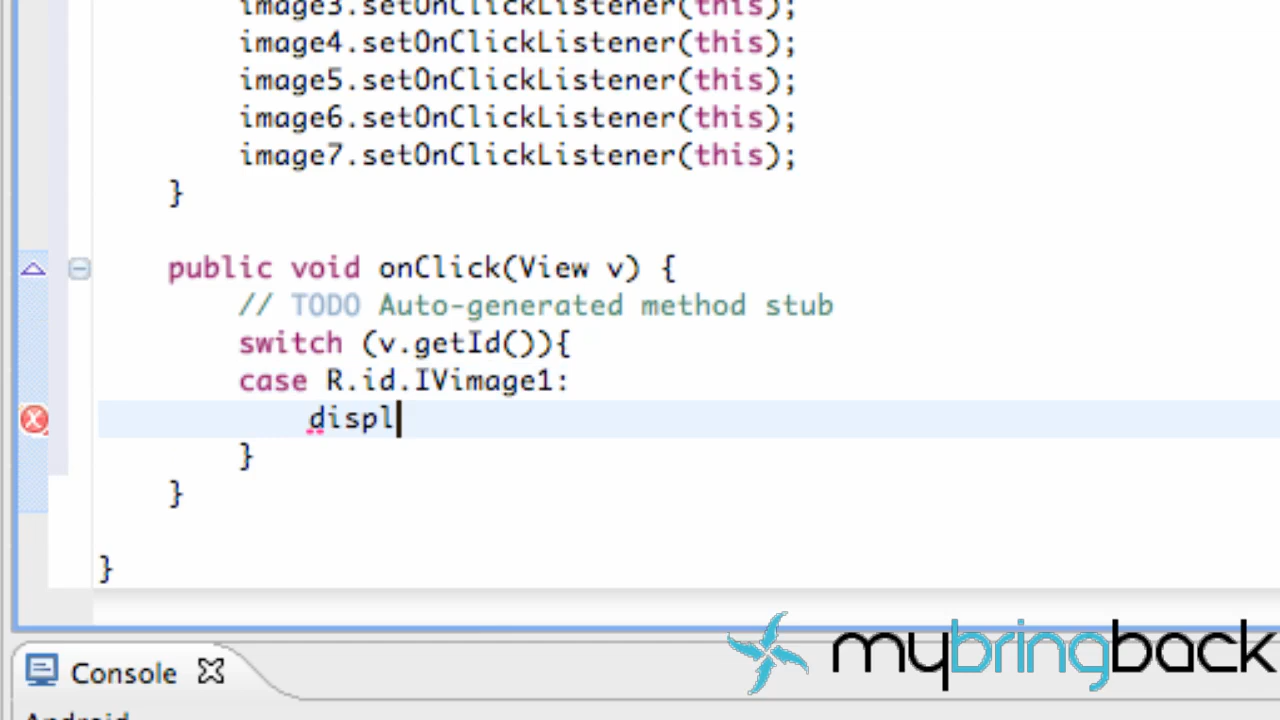 image3.setOnClickListener(this);
image4.setOnClickListener(this);
image5.setOnClickListener(this);
image6.setOnClickListener(this);
image7.setOnClickListener(this);
}
public void onClick(View v) {
// TODO Auto-generated method stub
switch (v.getId()){
case R.id.IVimage1:
displ
}
}
}
mybringback
Console
Android